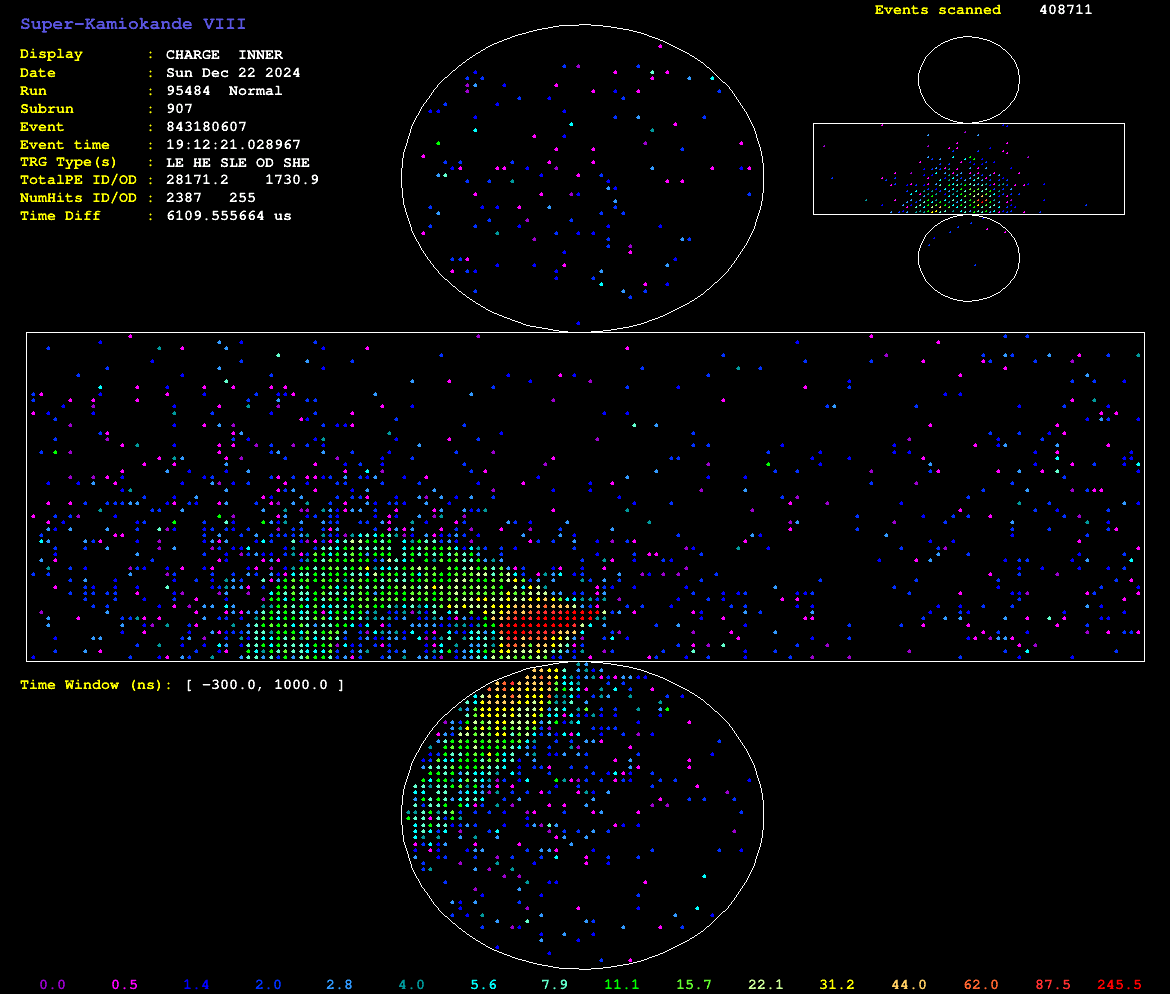 Super-Kamiokande VIII
Events scanned 408711
Display : CHARGE INNER
Date : Sun Dec 22 2024
Run : 95484 Normal
Subrun : 907
Event : 843180607
Event time : 19:12:21.028967
TRG Type(s) : LE HE SLE OD SHE
TotalPE ID/OD : 28171.2 1730.9
NumHits ID/OD : 2387 255
Time Diff : 6109.555664 us
Time Window (ns): [ -300.0, 1000.0 ]
0.0 0.5 1.4 2.0 2.8 4.0 5.6 7.9 11.1 15.7 22.1 31.2 44.0 62.0 87.5 245.5